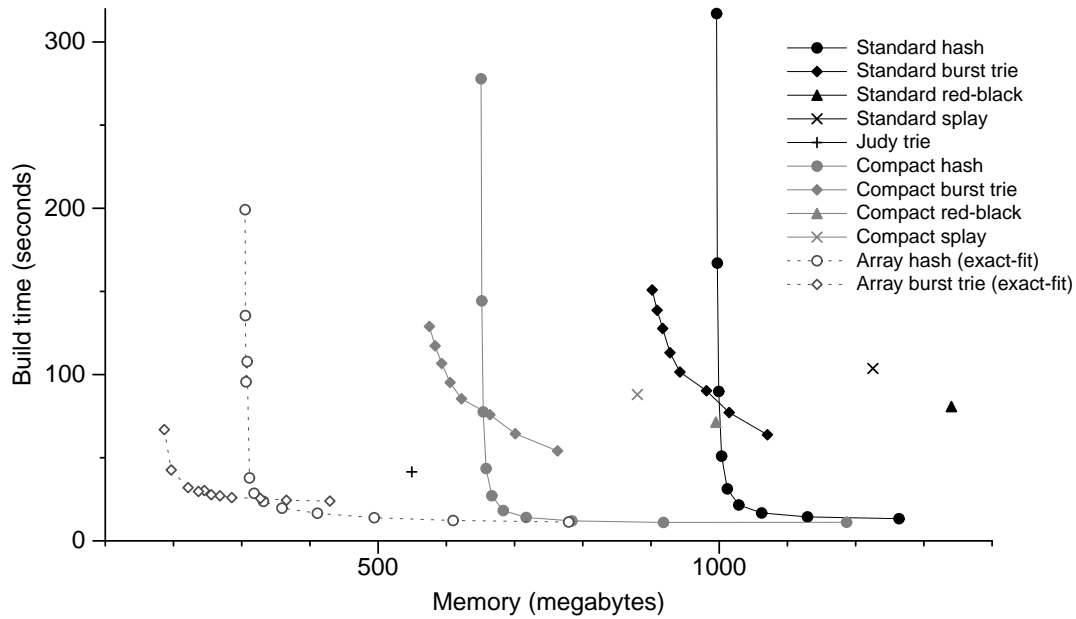 300
200
100
0
Build time (seconds)
500
1000
Memory (megabytes)
Standard hash
Standard burst trie
Standard red-black
Standard splay
Judy trie
Compact hash
Compact burst trie
Compact red-black
Compact splay
Array hash (exact-fit)
Array burst trie (exact-fit)